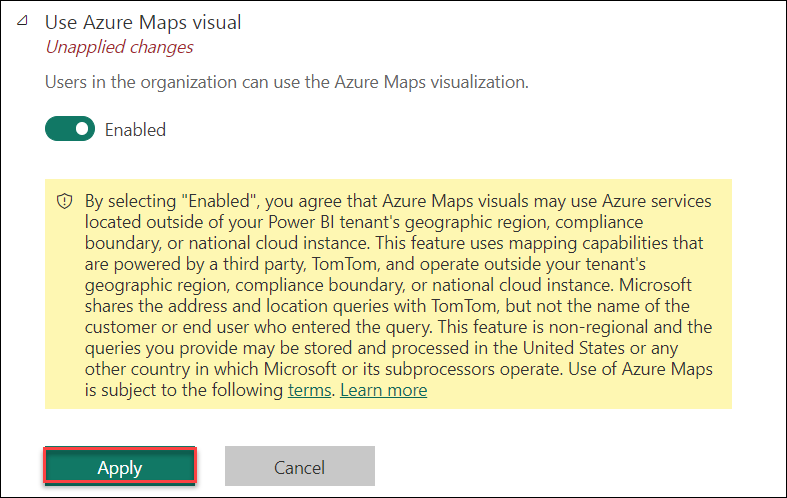 Use Azure Maps visual
Unapplied changes
Users in the organization can use the Azure Maps visualization.
Enabled
By selecting "Enabled", you agree that Azure Maps visuals may use Azure services
located outside of your Power BI tenant's geographic region, compliance
boundary, or national cloud instance. This feature uses mapping capabilities that
are powered by a third party, TomTom, and operate outside your tenant's
geographic region, compliance boundary, or national cloud instance. Microsoft
shares the address and location queries with TomTom, but not the name of the
customer or end user who entered the query. This feature is non-regional and the
queries you provide may be stored and processed in the United States or any
other country in which Microsoft or its subprocessors operate. Use of Azure Maps
is subject to the following terms. Learn more
Apply
Cancel